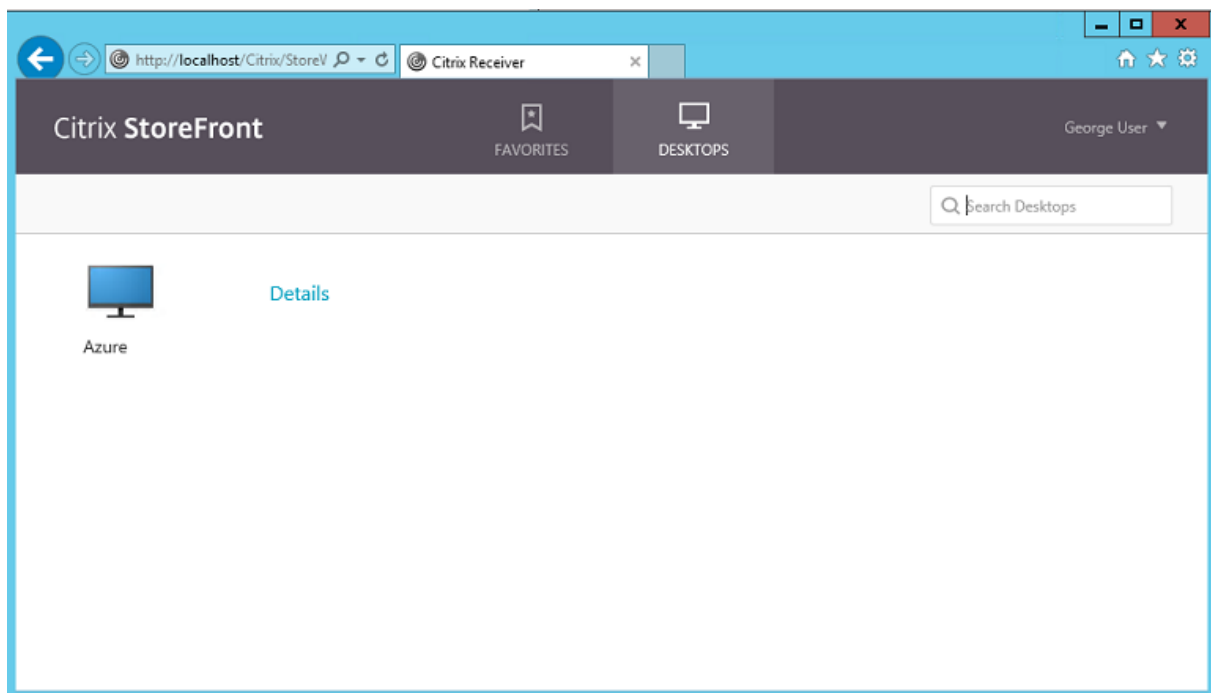 http://localhost/Citrix/StoreV
Citrix Receiver
Citrix StoreFront
FAVORITES
DESKTOPS
George User
Search Desktops
Details
Azure